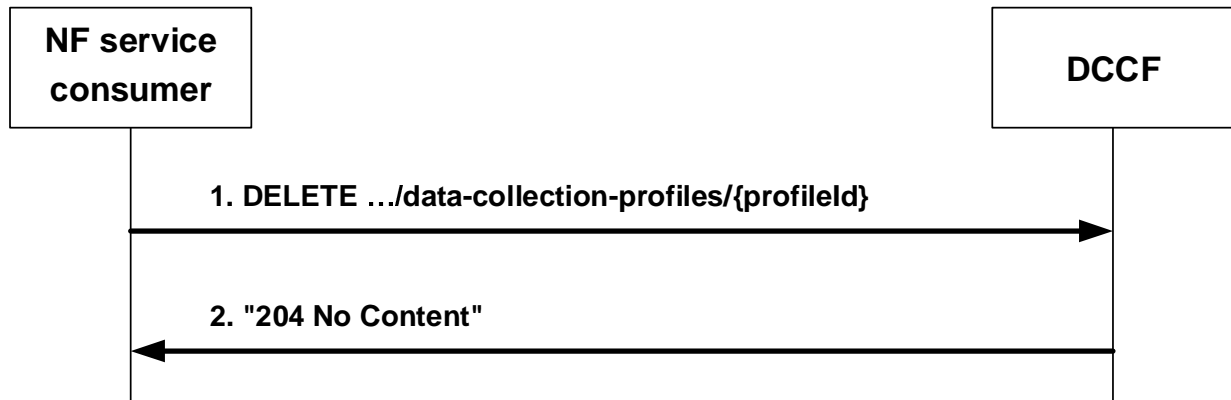 NF service
consumer
DCCF
1. DELETE …/data-collection-profiles/{profileId}
2. "204 No Content"